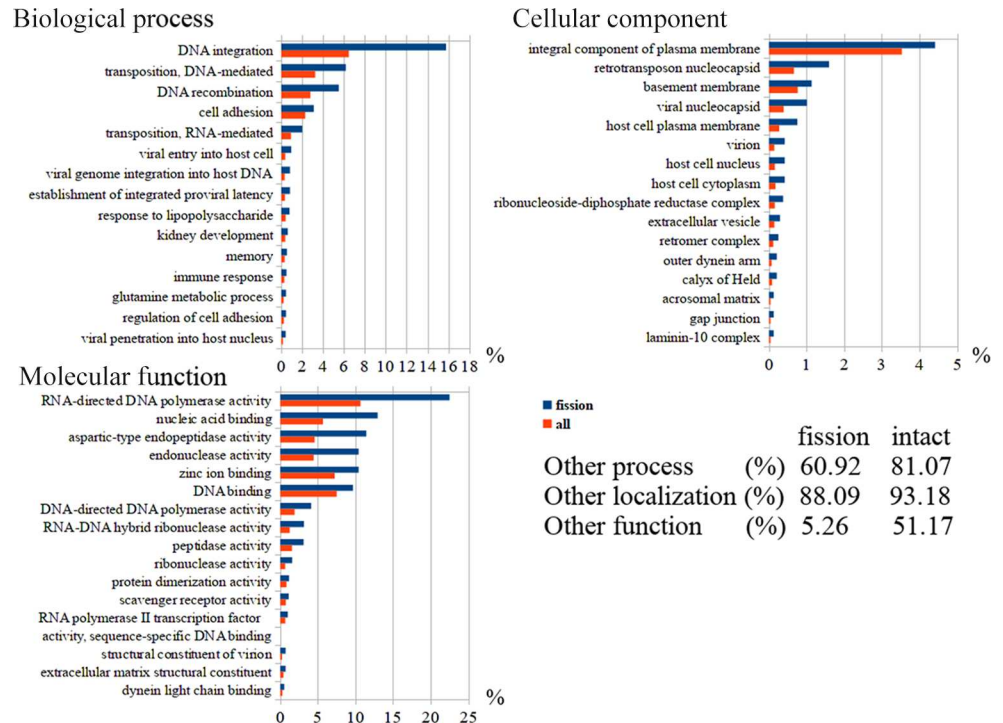 Biological process
DNA integration
transposition, DNA-mediated
DNA recombination
cell adhesion
transposition, RNA-mediated
viral entry into host cell
viral genome integration into host DNA
establishment of integrated proviral latency
response to lipopolysaccharide
kidney development
memory
immune response
glutamine metabolic process
regulation of cell adhesion
viral penetration into host nucleus
0 2 4 6 8 10 12 14 16 18 %
Cellular component
integral component of plasma membrane
retrotransposon nucleocapsid
basement membrane
viral nucleocapsid
host cell plasma membrane
virion
host cell nucleus
host cell cytoplasm
ribonucleoside-diphosphate reductase complex
extracellular vesicle
retromer complex
outer dynein arm
calyx of Held
acrosomal matrix
gap junction
laminin-10 complex
0 1 2 3 4 5 %
Molecular function
RNA-directed DNA polymerase activity
nucleic acid binding
aspartic-type endopeptidase activity
endonuclease activity
zinc ion binding
DNA binding
DNA-directed DNA polymerase activity
RNA-DNA hybrid ribonuclease activity
peptidase activity
ribonuclease activity
protein dimerization activity
scavenger receptor activity
RNA polymerase II transcription factor
activity, sequence-specific DNA binding
structural constituent of virion
extracellular matrix structural constituent
dynein light chain binding
0 5 10 15 20 25 %
fission
all
fission intact
Other process (%) 60.92 81.07
Other localization (%) 88.09 93.18
Other function (%) 5.26 51.17